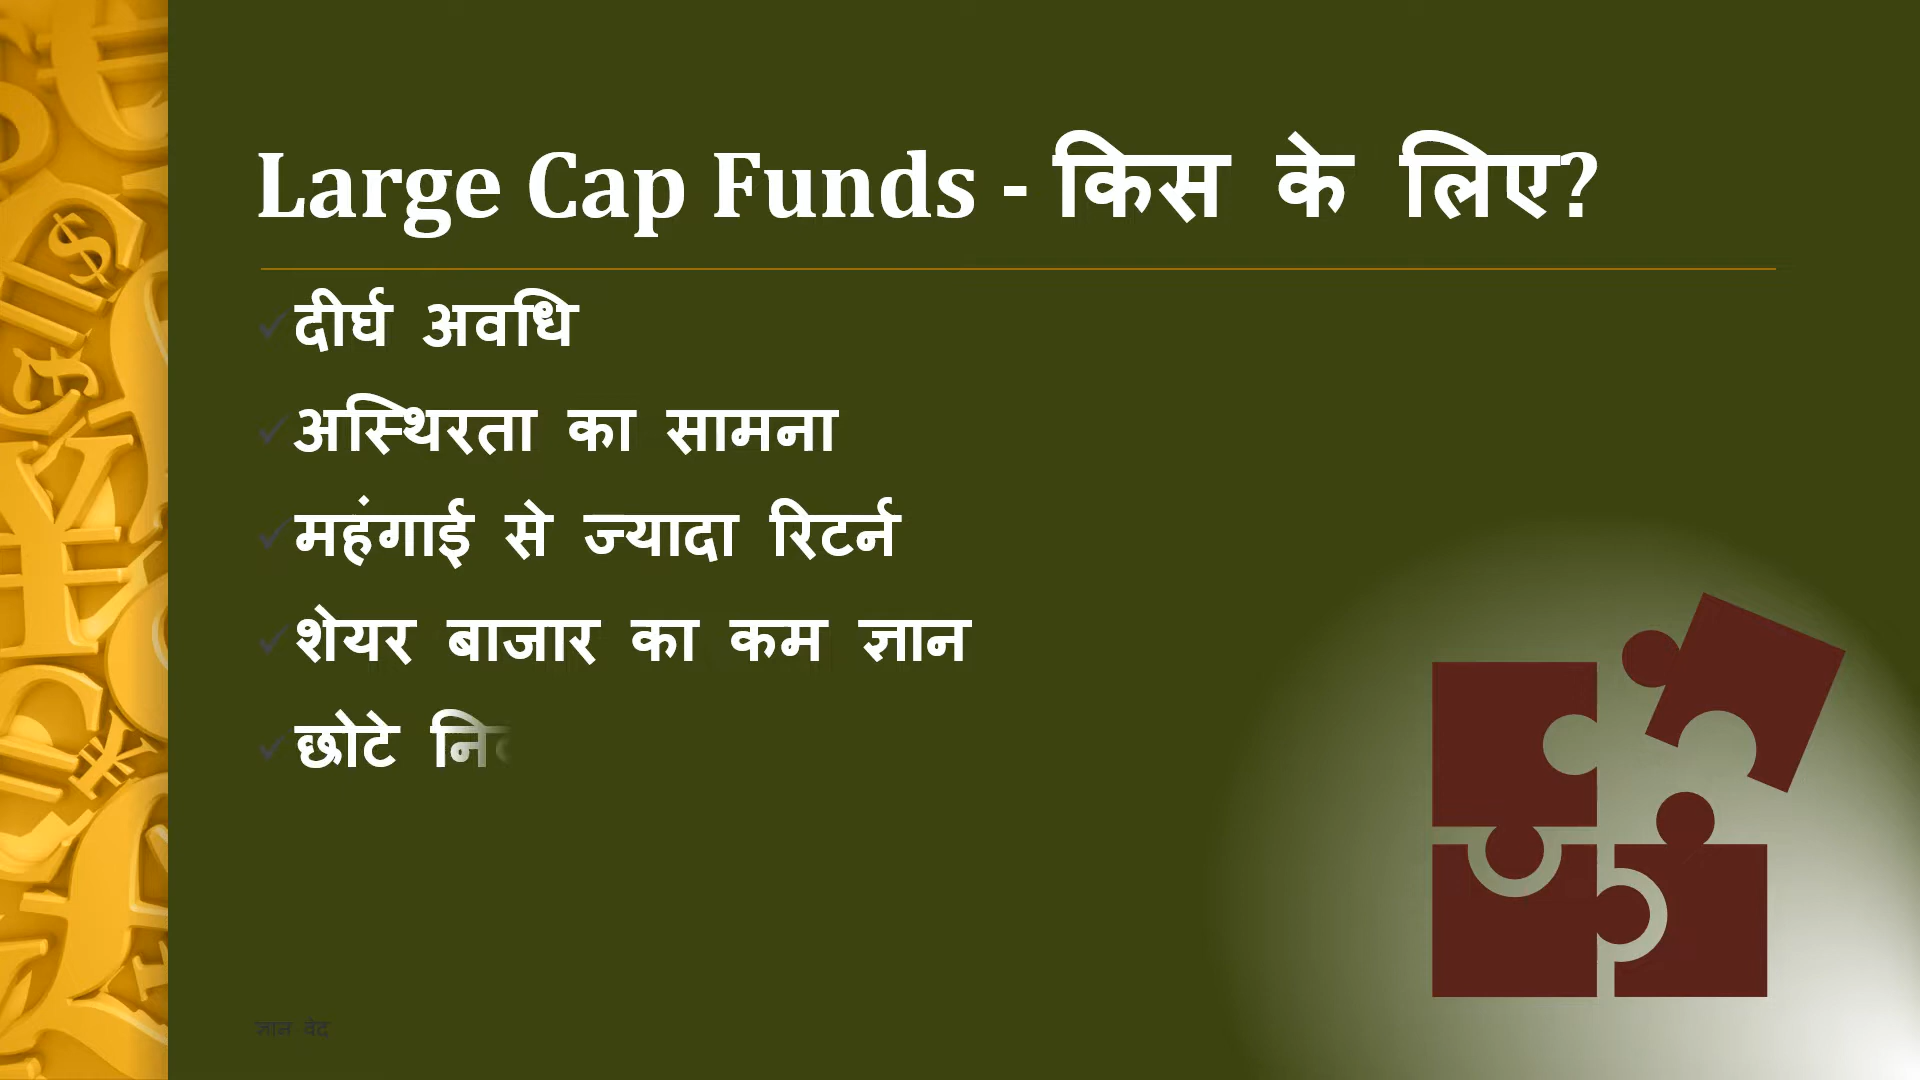 Large Cap Funds - किस के लिए?
दीर्घ अवधि
अस्थिरता का सामना
महंगाई से ज्यादा रिटर्न
शेयर बाजार का कम ज्ञान
छोटे
ज्ञान वेद